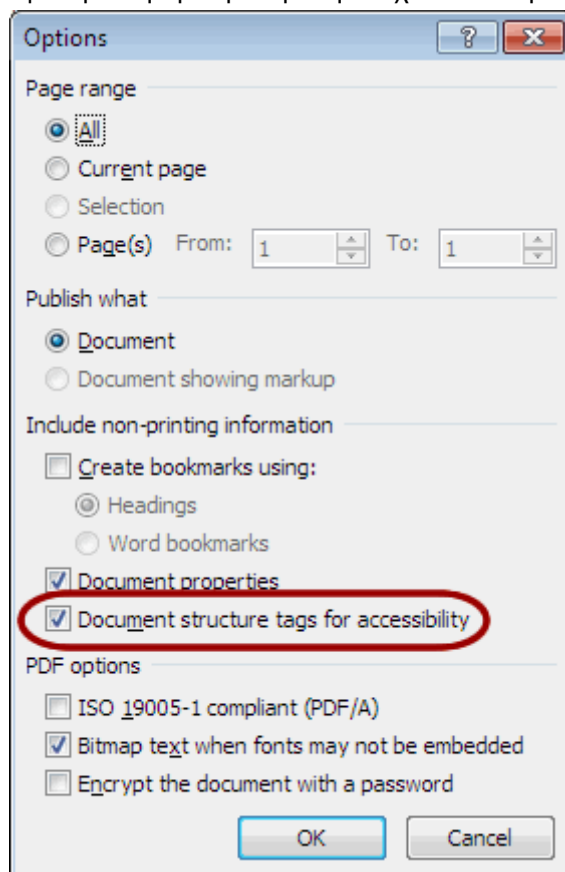 Options
Page range
All
Current page
Selection
Page(s) From: 1 To: 1
Publish what
Document
Document showing markup
Include non-printing information
Create bookmarks using:
Headings
Word bookmarks
Document properties
Document structure tags for accessibility
PDF options
ISO 19005-1 compliant (PDF/A)
Bitmap text when fonts may not be embedded
Encrypt the document with a password
OK Cancel